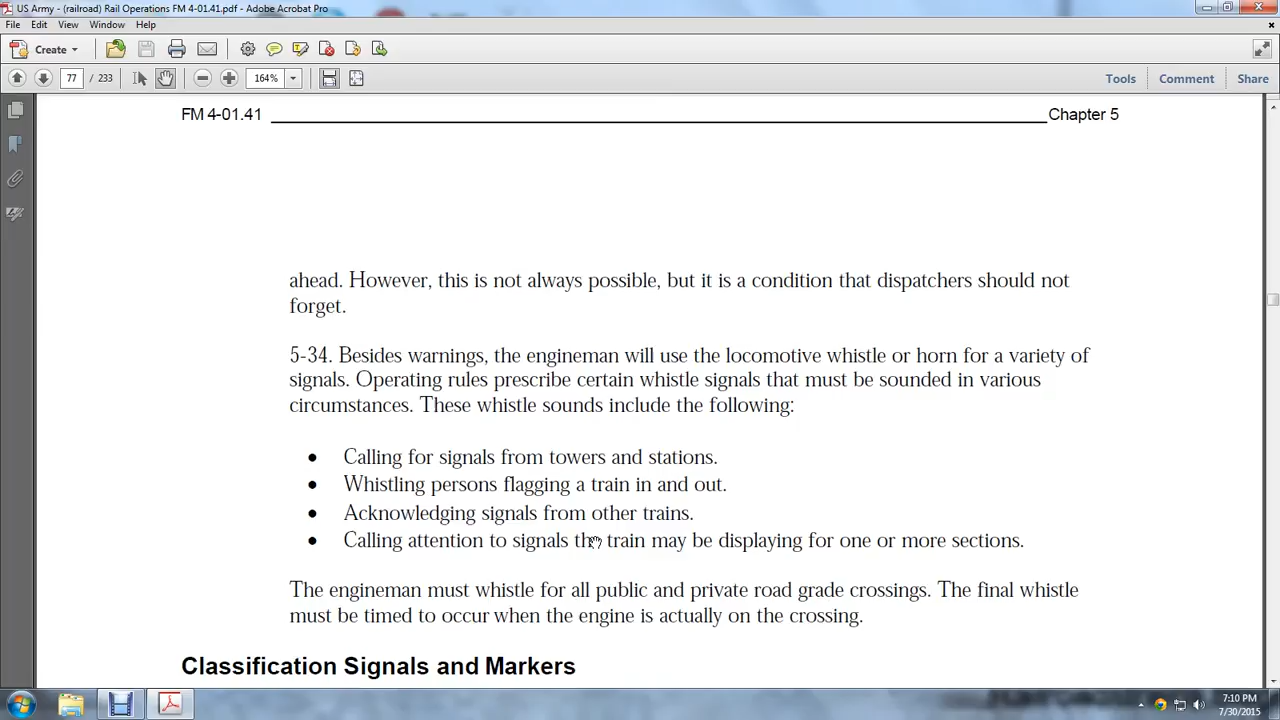 US Army - (railroad) Rail Operations FM 4-01.41.pdf - Adobe Acrobat Pro
File Edit View Window Help
Create
77 / 233 164% Tools Comment Share
FM 4-01.41 Chapter 5
ahead. However, this is not always possible, but it is a condition that dispatchers should not
forget.
5-34. Besides warnings, the engineman will use the locomotive whistle or horn for a variety of
signals. Operating rules prescribe certain whistle signals that must be sounded in various
circumstances. These whistle sounds include the following:
• Calling for signals from towers and stations.
• Whistling persons flagging a train in and out.
• Acknowledging signals from other trains.
• Calling attention to signals the train may be displaying for one or more sections.
The engineman must whistle for all public and private road grade crossings. The final whistle
must be timed to occur when the engine is actually on the crossing.
Classification Signals and Markers
7:10 PM
7/30/2015